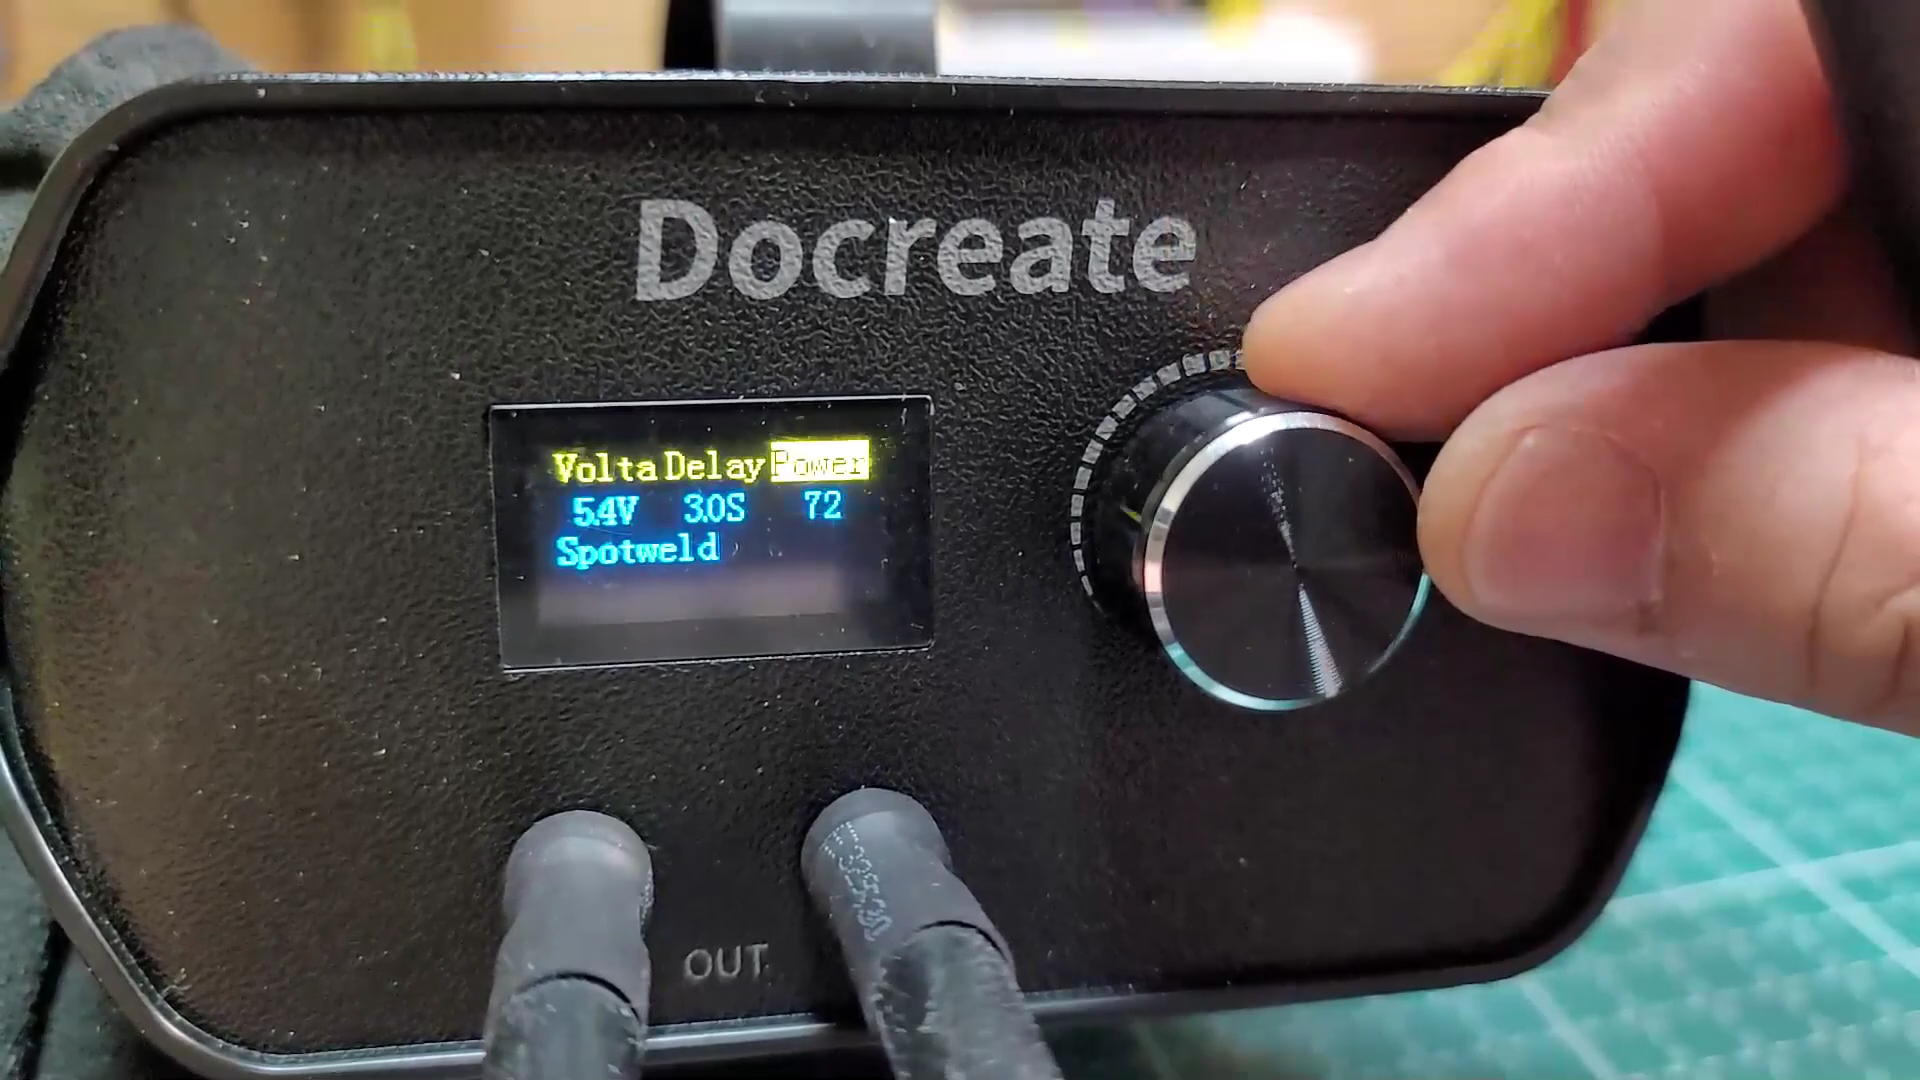 Docreate
Volta Delay Power
5.4V 3.0S 72
Spotweld
OUT